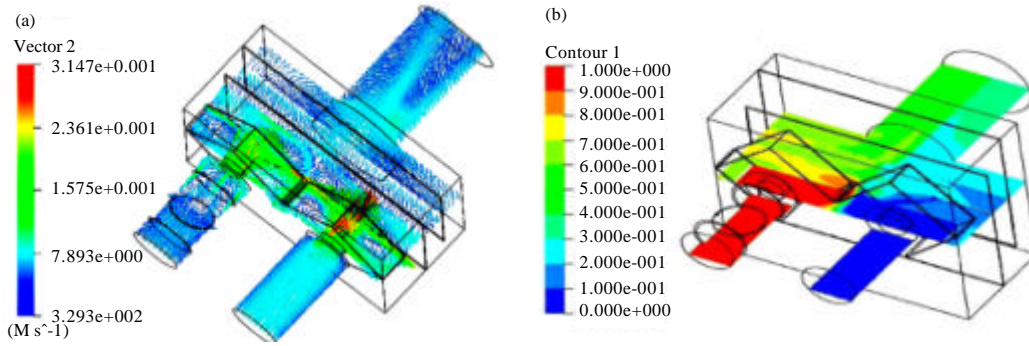 (a)
Vector 2
3.147e+0.001
2.361e+0.001
1.575e+0.001
7.893e+000
3.293e+002
(M s^-1)
(b)
Contour 1
1.000e+000
9.000e-001
8.000e-001
7.000e-001
6.000e-001
5.000e-001
4.000e-001
3.000e-001
2.000e-001
1.000e-001
0.000e+000